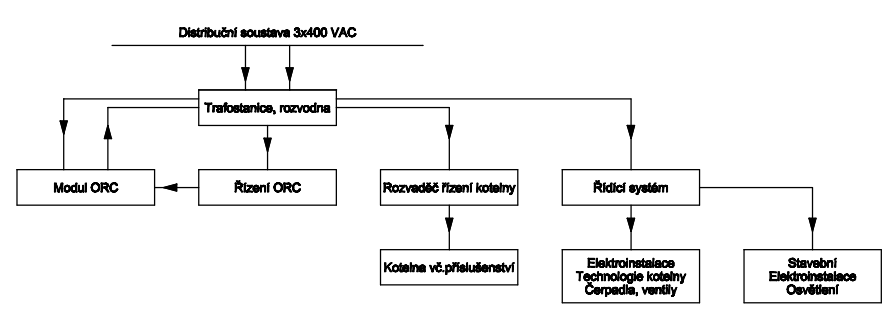 Distribuční soustava 3x400 VAC
Trafostanice, rozvodna
Modul ORC
Řízení ORC
Rozvaděč řízení kotelny
Řídící systém
Kotelna vč.příslušenství
Elektroinstalace
Technologie kotelny
Čerpadla, ventily
Stavební
Elektroinstalace
Osvětlení